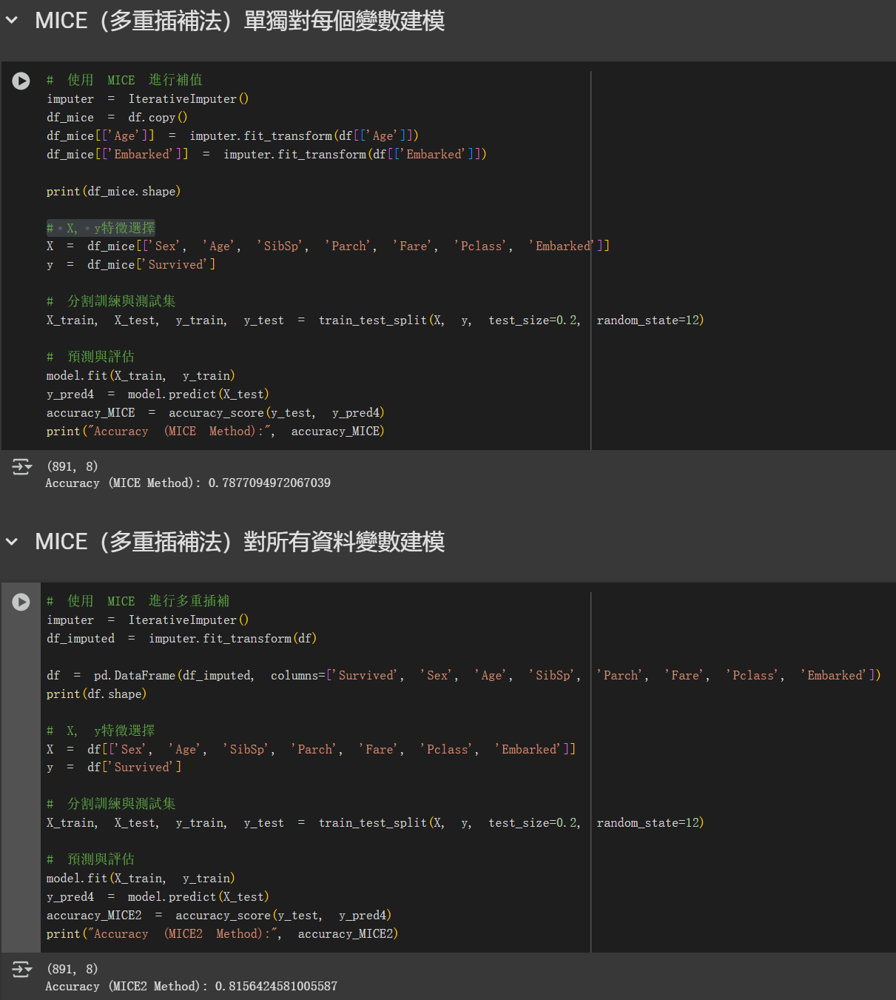 MICE（多重插補法）單獨對每個變數建模
# 使用 MICE 進行補值
imputer = IterativeImputer()
df_mice = df.copy()
df_mice[['Age']] = imputer.fit_transform(df[['Age']])
df_mice[['Embarked']] = imputer.fit_transform(df[['Embarked']])
print(df_mice.shape)
# X, y特徵選擇
X = df_mice[['Sex', 'Age', 'SibSp', 'Parch', 'Fare', 'Pclass', 'Embarked']]
y = df_mice['Survived']
# 分割訓練與測試集
X_train, X_test, y_train, y_test = train_test_split(X, y, test_size=0.2, random_state=12)
# 預測與評估
model.fit(X_train, y_train)
y_pred4 = model.predict(X_test)
accuracy_MICE = accuracy_score(y_test, y_pred4)
print("Accuracy (MICE Method):", accuracy_MICE)
(891, 8)
Accuracy (MICE Method): 0.7877094972067039
MICE（多重插補法）對所有資料變數建模
# 使用 MICE 進行多重插補
imputer = IterativeImputer()
df_imputed = imputer.fit_transform(df)
df = pd.DataFrame(df_imputed, columns=['Survived', 'Sex', 'Age', 'SibSp', 'Parch', 'Fare', 'Pclass', 'Embarked'])
print(df.shape)
# X, y特徵選擇
X = df[['Sex', 'Age', 'SibSp', 'Parch', 'Fare', 'Pclass', 'Embarked']]
y = df['Survived']
# 分割訓練與測試集
X_train, X_test, y_train, y_test = train_test_split(X, y, test_size=0.2, random_state=12)
# 預測與評估
model.fit(X_train, y_train)
y_pred4 = model.predict(X_test)
accuracy_MICE2 = accuracy_score(y_test, y_pred4)
print("Accuracy (MICE2 Method):", accuracy_MICE2)
(891, 8)
Accuracy (MICE2 Method): 0.8156424581005587